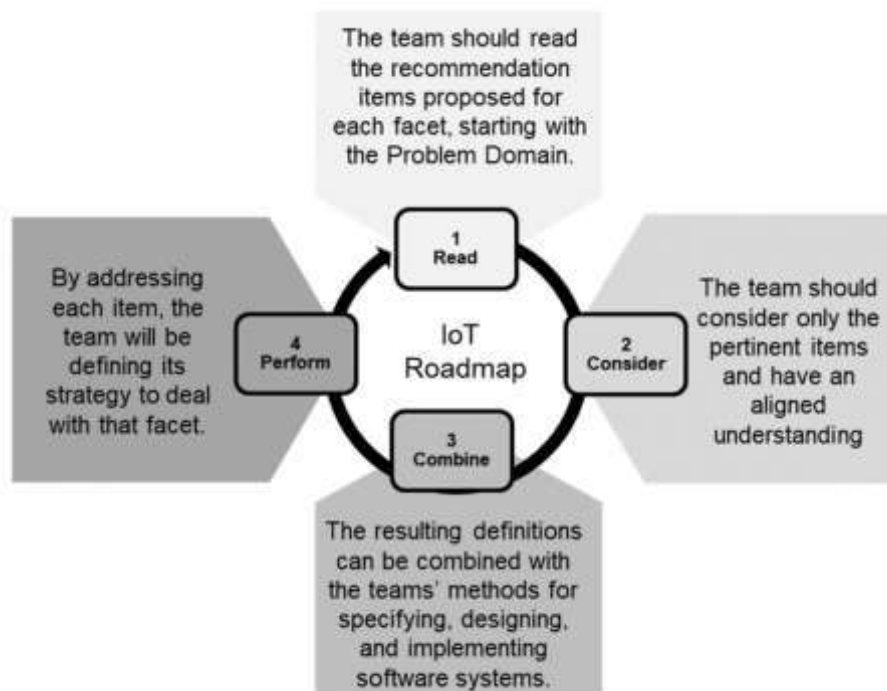 The team should read
the recommendation
items proposed for
each facet, starting with
the Problem Domain.
1
Read
IoT
Roadmap
2
Consider
The team should
consider only the
pertinent items
and have an
aligned
understanding
3
Combine
The resulting definitions
can be combined with
the teams' methods for
specifying, designing,
and implementing
software systems.
4
Perform
By addressing
each item, the
team will be
defining its
strategy to deal
with that facet.